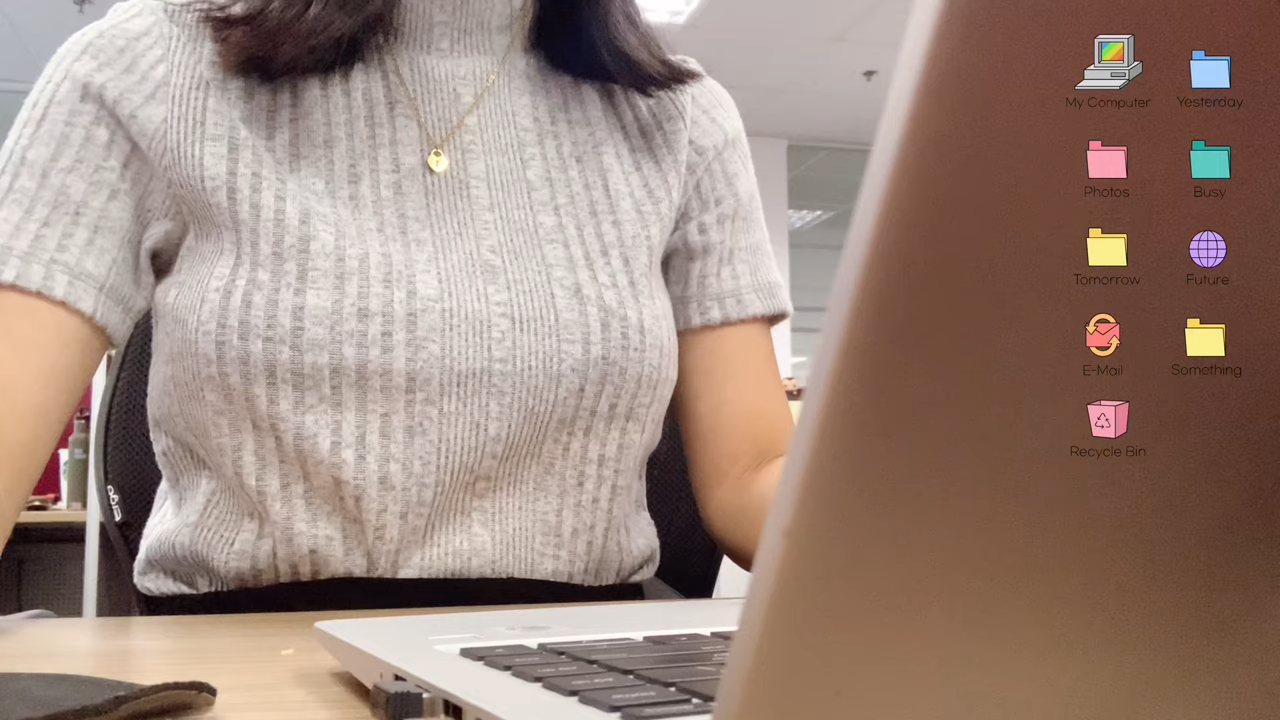 My Computer
Yesterday
Photos
Busy
Tomorrow
Future
E-Mail
Something
Recycle Bin